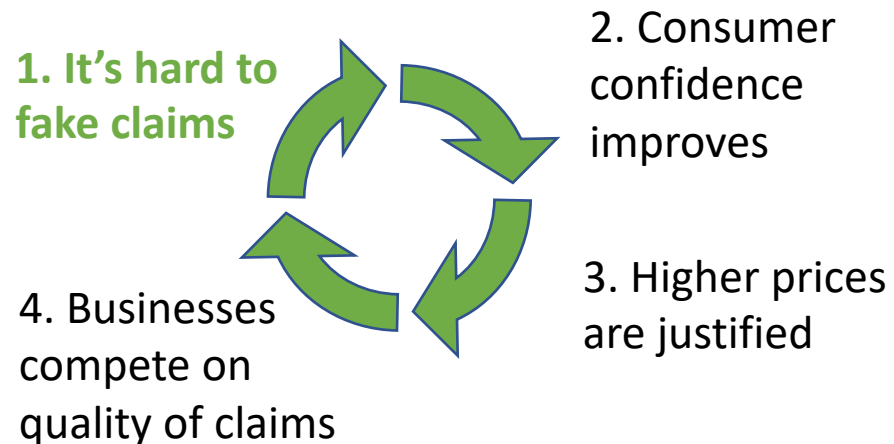 1. It’s hard to
fake claims
2. Consumer
confidence
improves
3. Higher prices
are justified
4. Businesses
compete on
quality of claims